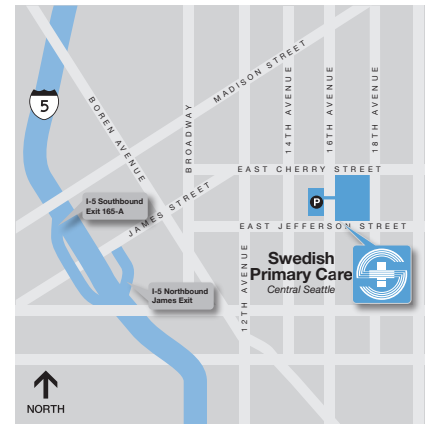 5
BOREN AVENUE
BROADWAY
MADISON STREET
14TH AVENUE
16TH AVENUE
18TH AVENUE
EAST CHERRY STREET
I-5 Southbound
Exit 165-A
JAMES STREET
P
EAST JEFFERSON STREET
Swedish
Primary Care
Central Seattle
I-5 Northbound
James Exit
12TH AVENUE
NORTH